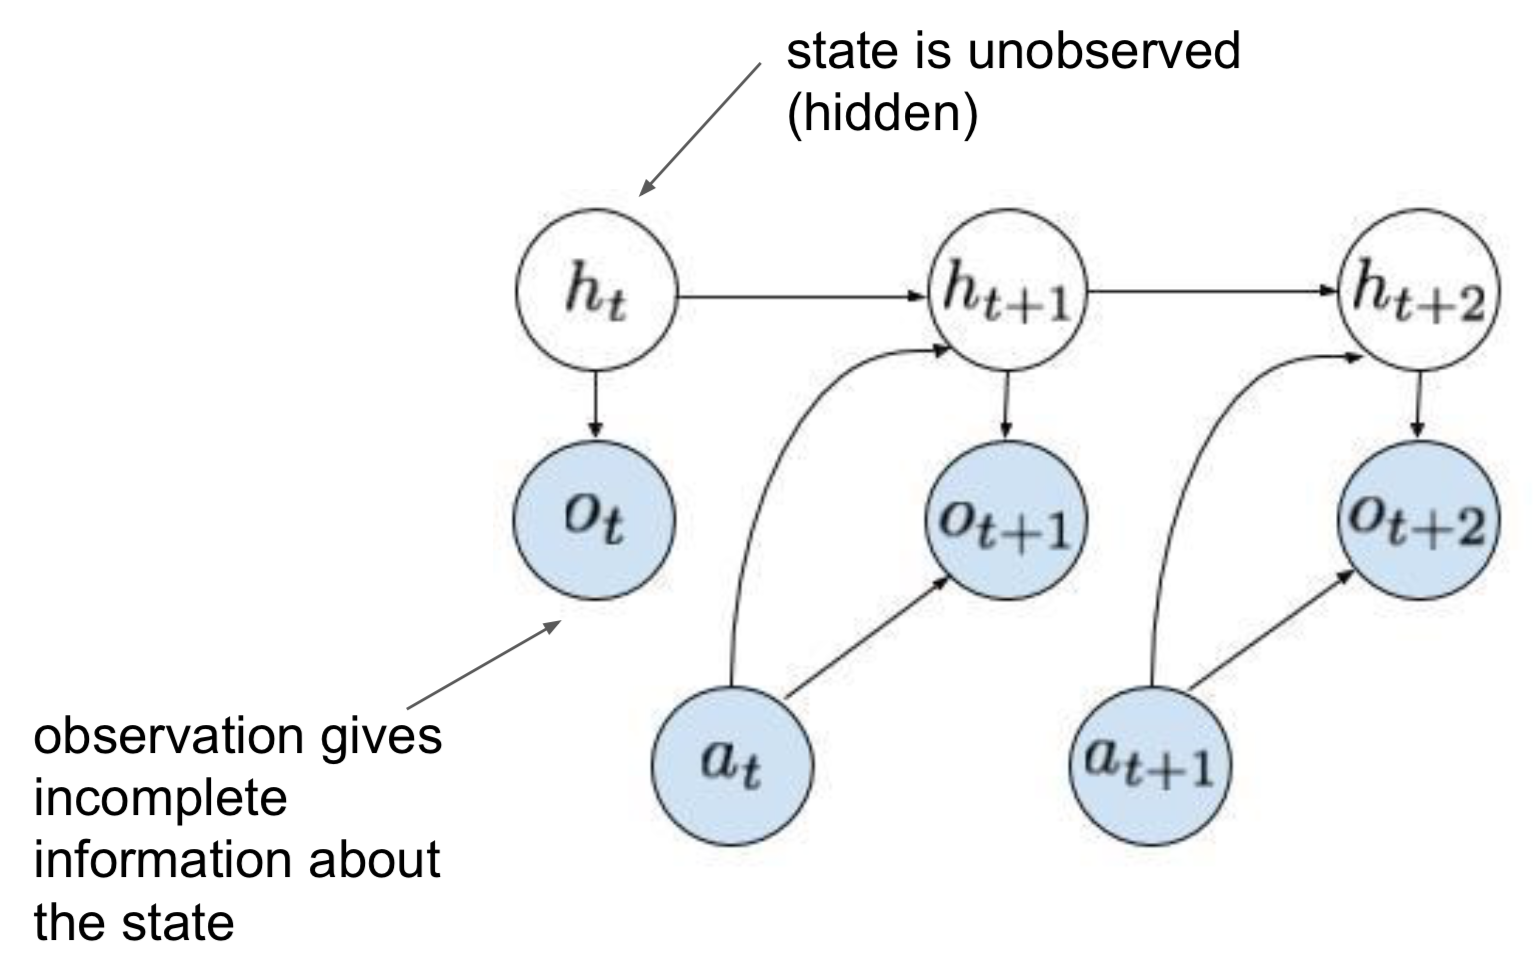 state is unobserved
(hidden)
h_t
h_{t+1}
h_{t+2}
o_t
o_{t+1}
o_{t+2}
observation gives
incomplete
information about
the state
a_t
a_{t+1}